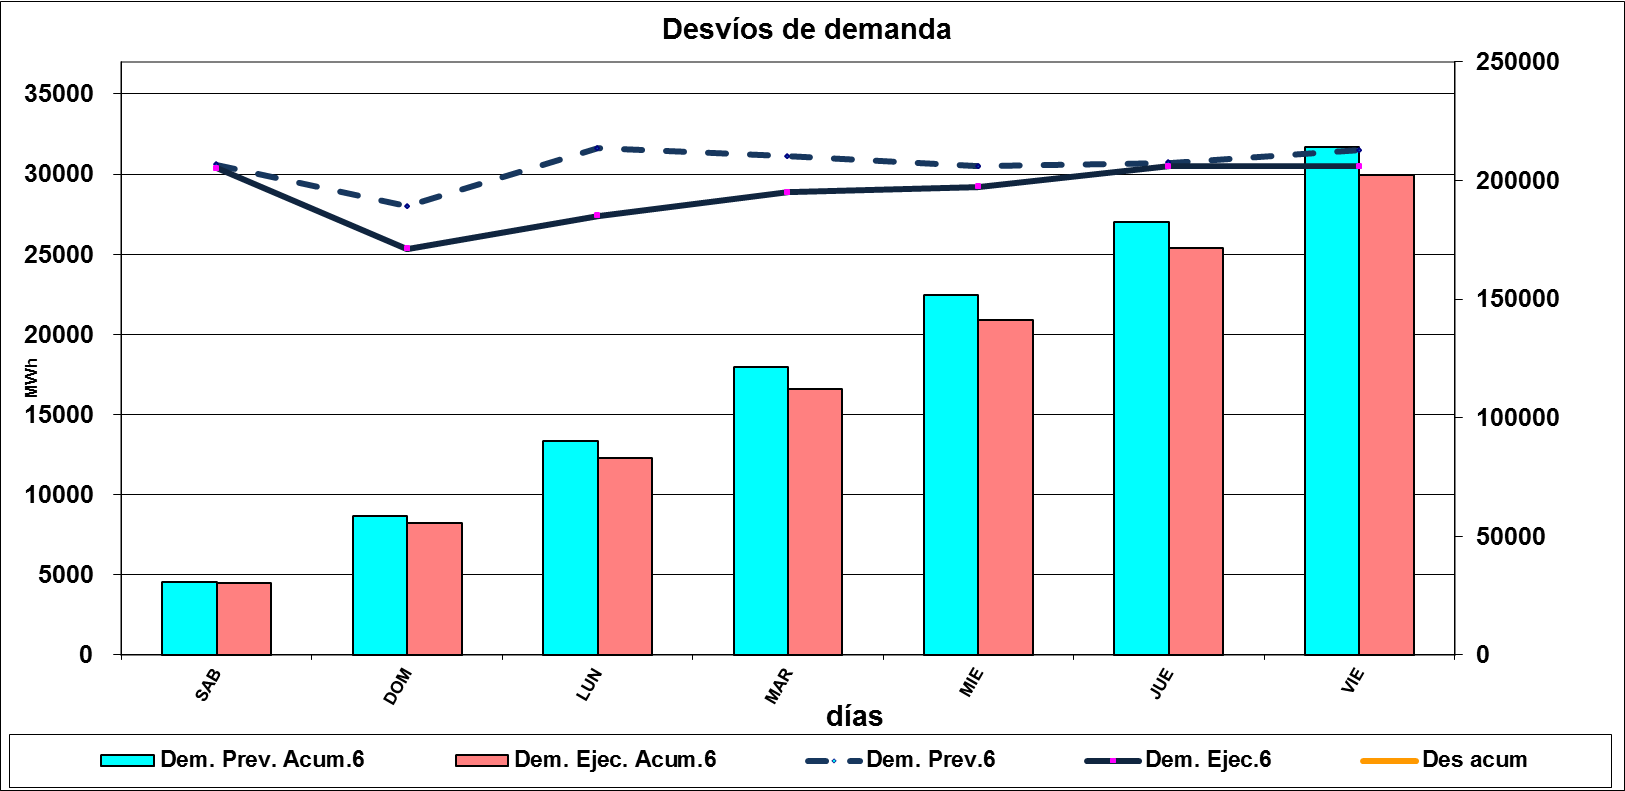 Desvíos de demanda
35000
30000
25000
20000
15000
10000
5000
0
MWh
250000
200000
150000
100000
50000
0
SAB
DOM
LUN
MAR
MIE
JUE
VIE
días
Dem. Prev. Acum.6
Dem. Ejec. Acum.6
Dem. Prev.6
Dem. Ejec.6
Des acum